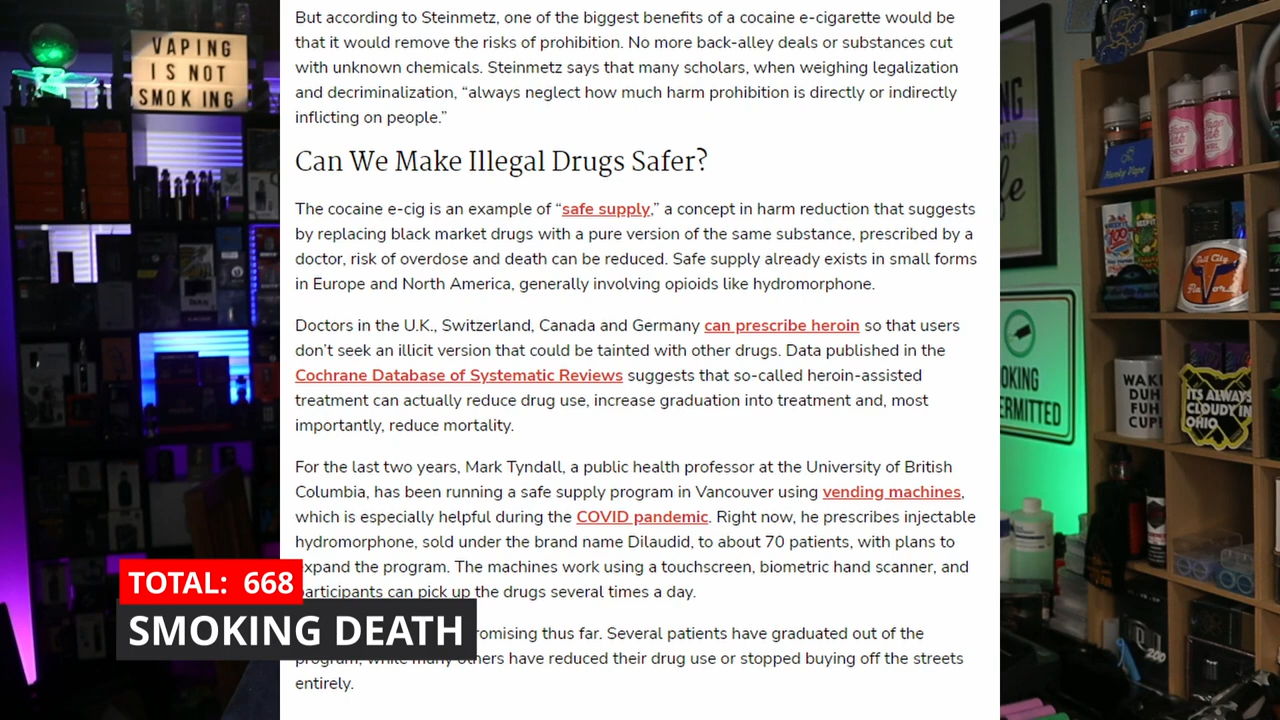 VAPING
IS NOT
SMOKING
But according to Steinmetz, one of the biggest benefits of a cocaine e-cigarette would be
that it would remove the risks of prohibition. No more back-alley deals or substances cut
with unknown chemicals. Steinmetz says that many scholars, when weighing legalization
and decriminalization, “always neglect how much harm prohibition is directly or indirectly
inflicting on people.”
Can We Make Illegal Drugs Safer?
The cocaine e-cig is an example of “safe supply,” a concept in harm reduction that suggests
by replacing black market drugs with a pure version of the same substance, prescribed by a
doctor, risk of overdose and death can be reduced. Safe supply already exists in small forms
in Europe and North America, generally involving opioids like hydromorphone.
Doctors in the U.K., Switzerland, Canada and Germany can prescribe heroin so that users
don’t seek an illicit version that could be tainted with other drugs. Data published in the
Cochrane Database of Systematic Reviews suggests that so-called heroin-assisted
treatment can actually reduce drug use, increase graduation into treatment and, most
importantly, reduce mortality.
For the last two years, Mark Tyndall, a public health professor at the University of British
Columbia, has been running a safe supply program in Vancouver using vending machines,
which is especially helpful during the COVID pandemic. Right now, he prescribes injectable
hydromorphone, sold under the brand name Dilaudid, to about 70 patients, with plans to
expand the program. The machines work using a touchscreen, biometric hand scanner, and
participants can pick up the drugs several times a day.
romising thus far. Several patients have graduated out of the
program, while many others have reduced their drug use or stopped buying off the streets
entirely.
TOTAL: 668
SMOKING DEATH
Hunky Vape
OKING
ERMITTED
WAKE
DUH
FUH
CUPE
ITS ALWAYS
CLOUDY IN
OHIO
200